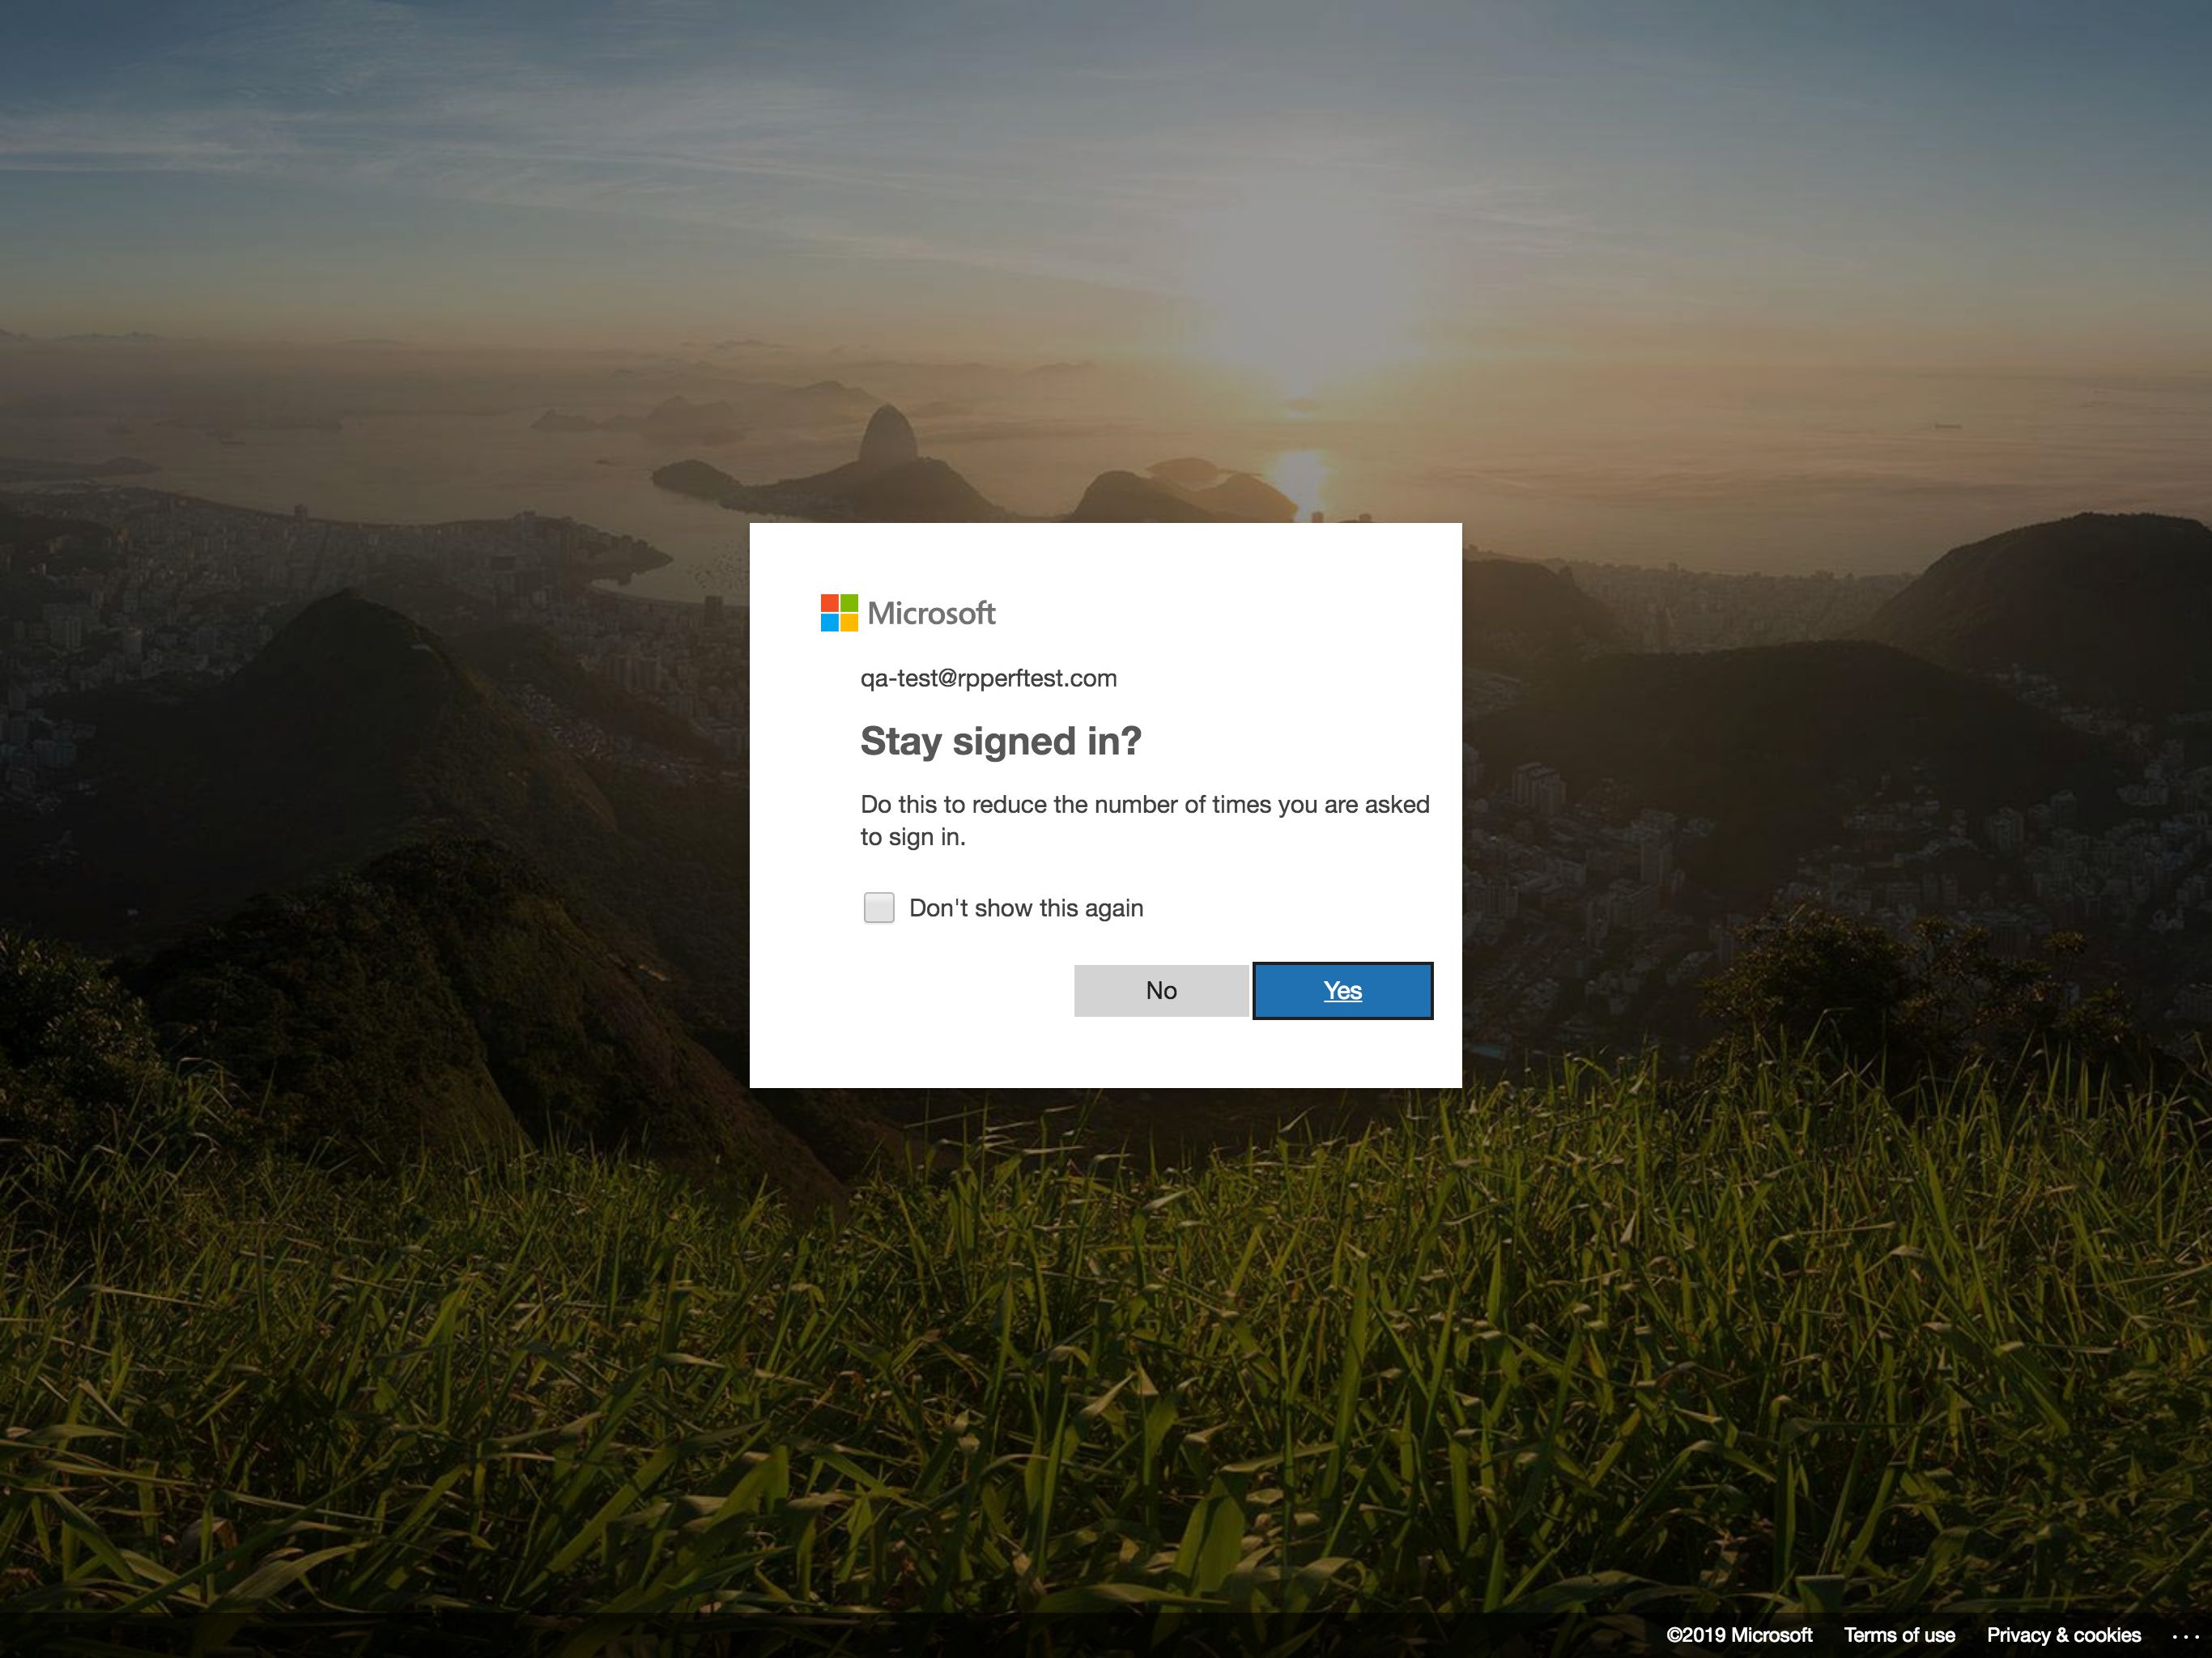 Microsoft
qa-test@rpperftest.com
Stay signed in?
Do this to reduce the number of times you are asked
to sign in.
Don't show this again
No
Yes
©2019 Microsoft
Terms of use
Privacy & cookies
...